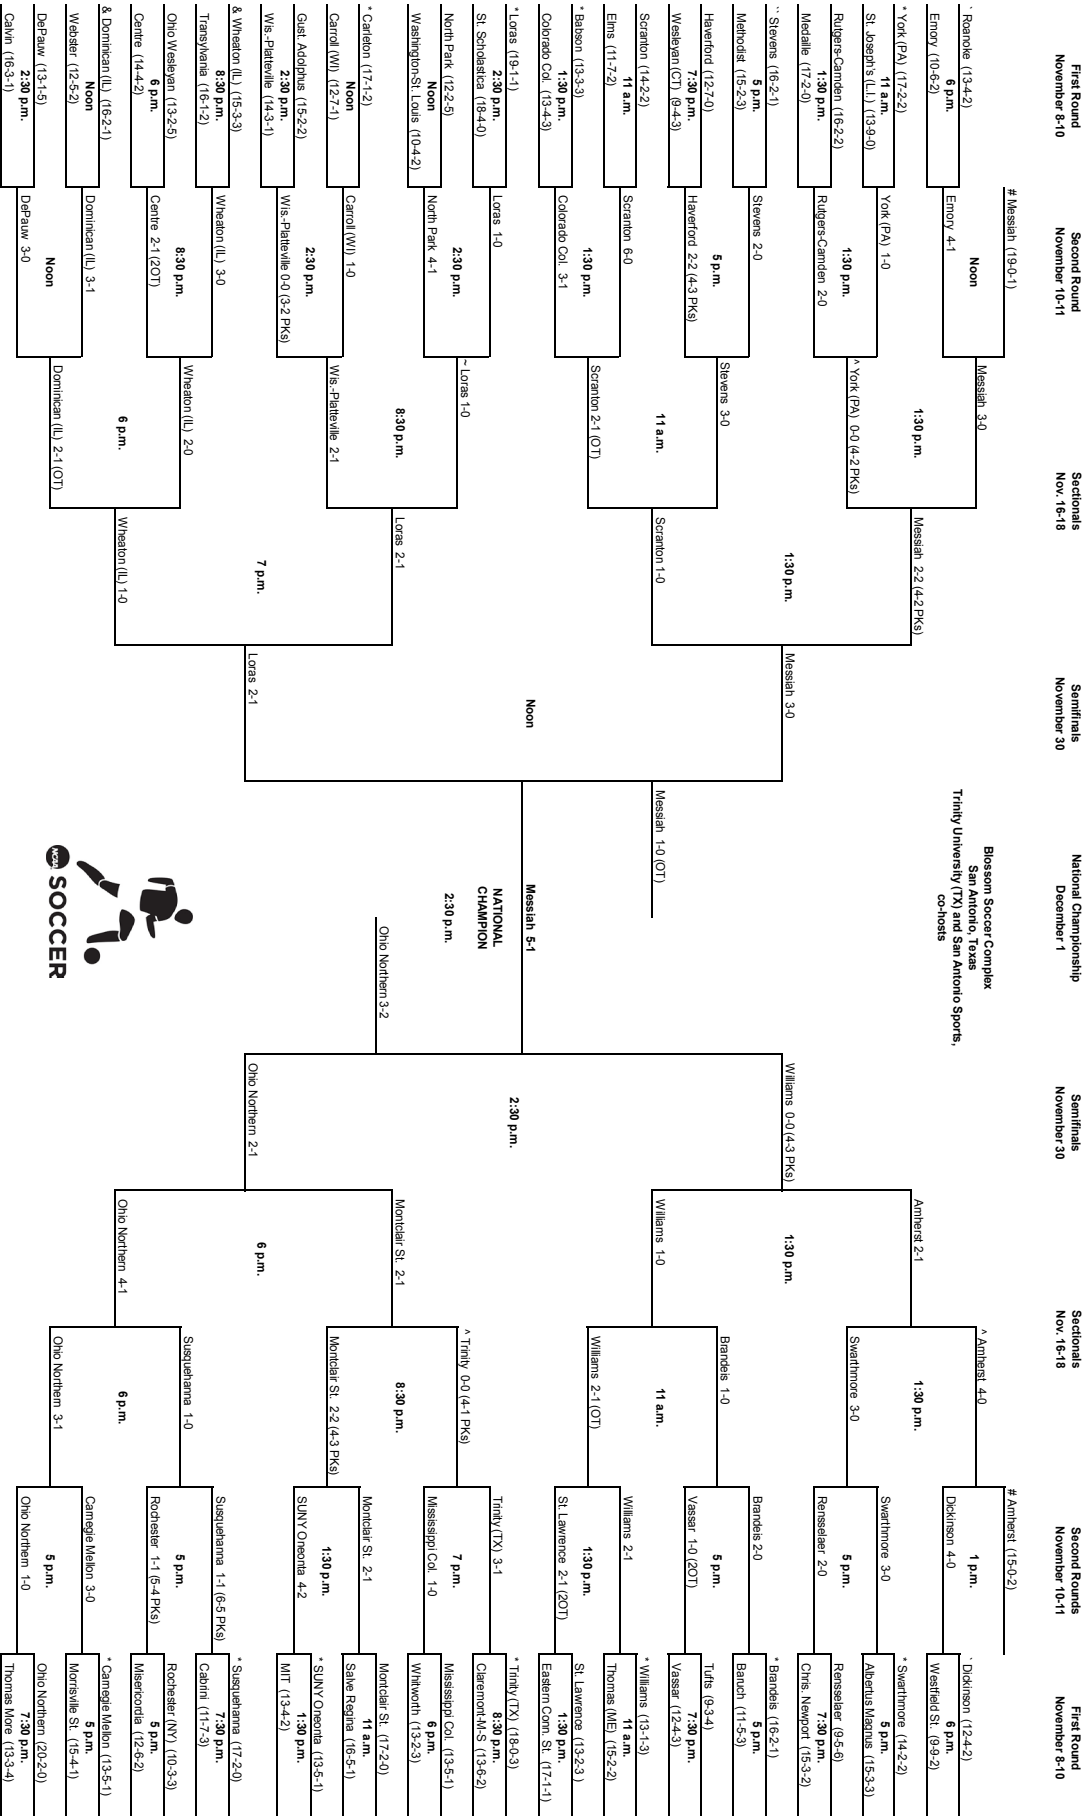 First Round
November 8-10
Second Round
November 10-11
Sectionals
Nov. 16-18
Semifinals
November 30
National Championship
December 1
Semifinals
November 30
Sectionals
Nov. 16-18
Second Rounds
November 10-11
First Round
November 8-10
Blossom Soccer Complex
San Antonio, Texas
Trinity University (TX) and San Antonio Sports,
co-hosts
# Messiah (19-0-1)
Noon
` Roanoke (13-4-2)
6 p.m.
Emory (10-6-2)
Emory 4-1
Messiah 3-0
* York (PA) (17-2-2)
11 a.m.
St. Joseph's (L.I.) (13-9-0)
York (PA) 1-0
1:30 p.m.
Rutgers-Camden (16-2-2)
1:30 p.m.
Medaille (17-2-0)
Rutgers-Camden 2-0
^ York (PA) 0-0 (4-2 PKs)
1:30 p.m.
Messiah 2-2 (4-2 PKs)
`` Stevens (16-2-1)
5 p.m.
Methodist (15-2-3)
Stevens 2-0
5 p.m.
Haverford (12-7-0)
7:30 p.m.
Wesleyan (CT) (9-4-3)
Haverford 2-2 (4-3 PKs)
Stevens 3-0
11 a.m.
Scranton (14-2-2)
11 a.m.
Elms (11-7-2)
Scranton 6-0
1:30 p.m.
* Babson (13-3-3)
1:30 p.m.
Colorado Col. (13-4-3)
Colorado Col. 3-1
Scranton 2-1 (OT)
Scranton 1-0
1:30 p.m.
Messiah 3-0
* Loras (19-1-1)
2:30 p.m.
St. Scholastica (18-4-0)
Loras 1-0
2:30 p.m.
North Park (12-2-5)
Noon
Washington-St. Louis (10-4-2)
North Park 4-1
~ Loras 1-0
8:30 p.m.
* Carleton (17-1-2)
Noon
Carroll (WI) (12-7-1)
Carroll (WI) 1-0
2:30 p.m.
Gust. Adolphus (15-2-2)
2:30 p.m.
Wis.-Platteville (14-3-1)
Wis.-Platteville 0-0 (3-2 PKs)
Wis.-Platteville 2-1
Loras 2-1
& Wheaton (IL) (15-3-3)
8:30 p.m.
Transylvania (16-1-2)
Wheaton (IL) 3-0
8:30 p.m.
Ohio Wesleyan (13-2-5)
6 p.m.
Centre (14-4-2)
Centre 2-1 (2OT)
Wheaton (IL) 2-0
6 p.m.
& Dominican (IL) (16-2-1)
Noon
Webster (12-5-2)
Dominican (IL) 3-1
Noon
DePauw (13-1-5)
2:30 p.m.
Calvin (16-3-1)
DePauw 3-0
Dominican (IL) 2-1 (OT)
Wheaton (IL) 1-0
7 p.m.
Loras 2-1
Noon
Messiah 1-0 (OT)
Messiah 5-1
NATIONAL
CHAMPION
2:30 p.m.
Ohio Northern 3-2
NCAA SOCCER
2:30 p.m.
Williams 0-0 (4-3 PKs)
1:30 p.m.
Amherst 2-1
1:30 p.m.
^ Amherst 4-0
# Amherst (15-0-2)
1 p.m.
Dickinson 4-0
` Dickinson (12-4-2)
6 p.m.
Westfield St. (9-9-2)
Swarthmore 3-0
Swarthmore 3-0
* Swarthmore (14-2-2)
5 p.m.
Albertus Magnus (15-3-3)
5 p.m.
Rensselaer 2-0
Rensselaer (9-5-6)
7:30 p.m.
Chris. Newport (15-3-2)
Williams 1-0
11 a.m.
Brandeis 1-0
Brandeis 2-0
* Brandeis (16-2-1)
5 p.m.
Baruch (11-5-3)
5 p.m.
Vassar 1-0 (2OT)
Tufts (9-3-4)
7:30 p.m.
Vassar (12-4-3)
Williams 2-1 (OT)
Williams 2-1
* Williams (13-1-3)
11 a.m.
Thomas (ME) (15-2-2)
1:30 p.m.
St. Lawrence 2-1 (2OT)
St. Lawrence (13-2-3 )
1:30 p.m.
Eastern Conn. St. (17-1-1)
Ohio Northern 2-1
6 p.m.
Montclair St. 2-1
8:30 p.m.
^ Trinity 0-0 (4-1 PKs)
Trinity (TX) 3-1
* Trinity (TX) (18-0-3)
8:30 p.m.
Claremont-M-S (13-6-2)
7 p.m.
Mississippi Col. 1-0
Mississippi Col. (13-5-1)
6 p.m.
Whitworth (13-2-3)
Montclair St. 2-2 (4-3 PKs)
Montclair St. 2-1
Montclair St. (17-2-0)
11 a.m.
Salve Regina (16-5-1)
1:30 p.m.
SUNY Oneonta 4-2
* SUNY Oneonta (13-5-1)
1:30 p.m.
MIT (13-4-2)
Ohio Northern 4-1
6 p.m.
Susquehanna 1-0
Susquehanna 1-1 (6-5 PKs)
* Susquehanna (17-2-0)
7:30 p.m.
Cabrini (11-7-3)
5 p.m.
Rochester 1-1 (5-4 PKs)
Rochester (NY) (10-3-3)
5 p.m.
Misericordia (12-6-2)
Ohio Northern 3-1
Carnegie Mellon 3-0
* Carnegie Mellon (13-5-1)
5 p.m.
Morrisville St. (15-4-1)
5 p.m.
Ohio Northern 1-0
Ohio Northern (20-2-0)
7:30 p.m.
Thomas More (13-3-4)